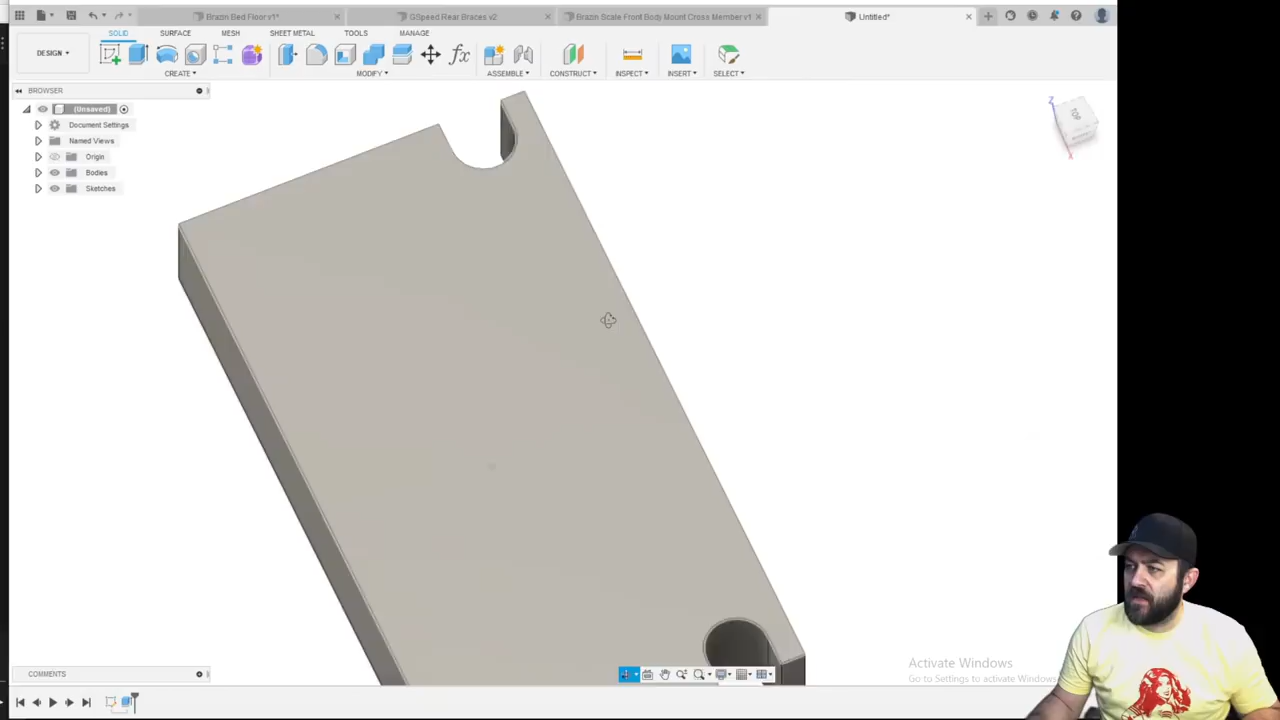 Brazin Bed Floor v1*
GSpeed Rear Braces v2
Brazin Scale Front Body Mount Cross Member v1
Untitled*
DESIGN
SOLID
SURFACE
MESH
SHEET METAL
TOOLS
MANAGE
fx
CREATE
MODIFY
ASSEMBLE
CONSTRUCT
INSPECT
INSERT
SELECT
BROWSER
(Unsaved)
Document Settings
Named Views
Origin
Bodies
Sketches
Z
TOP
X
Activate Windows
Go to Settings to activate Windows
COMMENTS